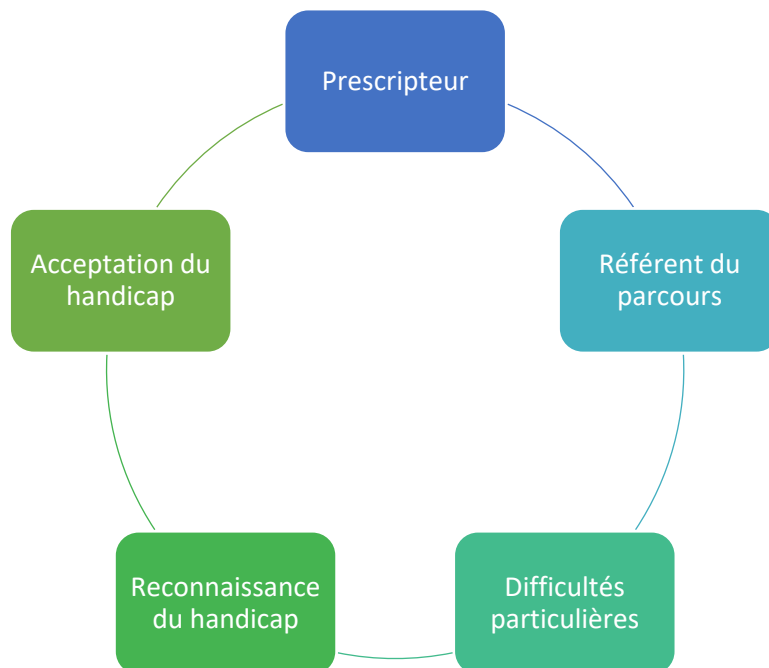 Prescripteur
Référent du
parcours
Difficultés
particulières
Reconnaissance
du handicap
Acceptation du
handicap